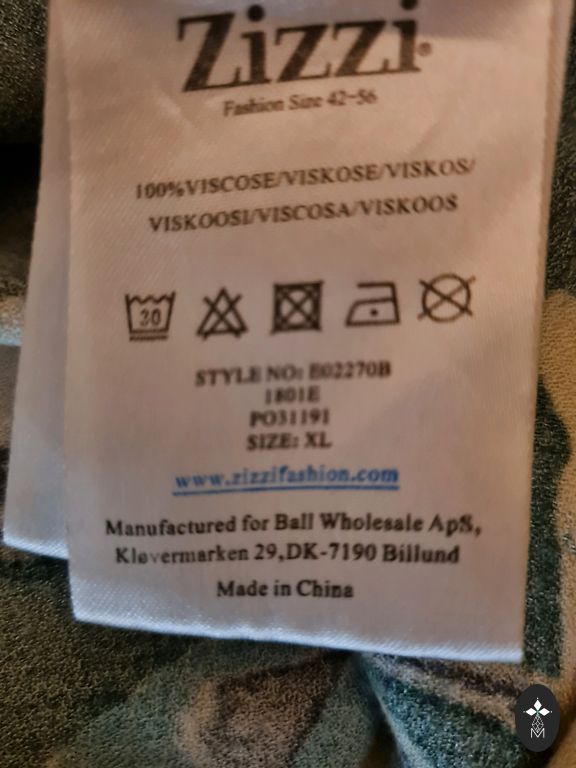 Zizzi®
Fashion Size 42-56
100%VISCOSE/VISKOSE/VISKOS/
VISKOOSI/VISCOSA/VISKOOS
30
STYLE NO: E02270B
1801E
PO31191
SIZE: XL
www.zizzifashion.com
Manufactured for Ball Wholesale ApS,
Kløvermarken 29,DK-7190 Billund
Made in China
M